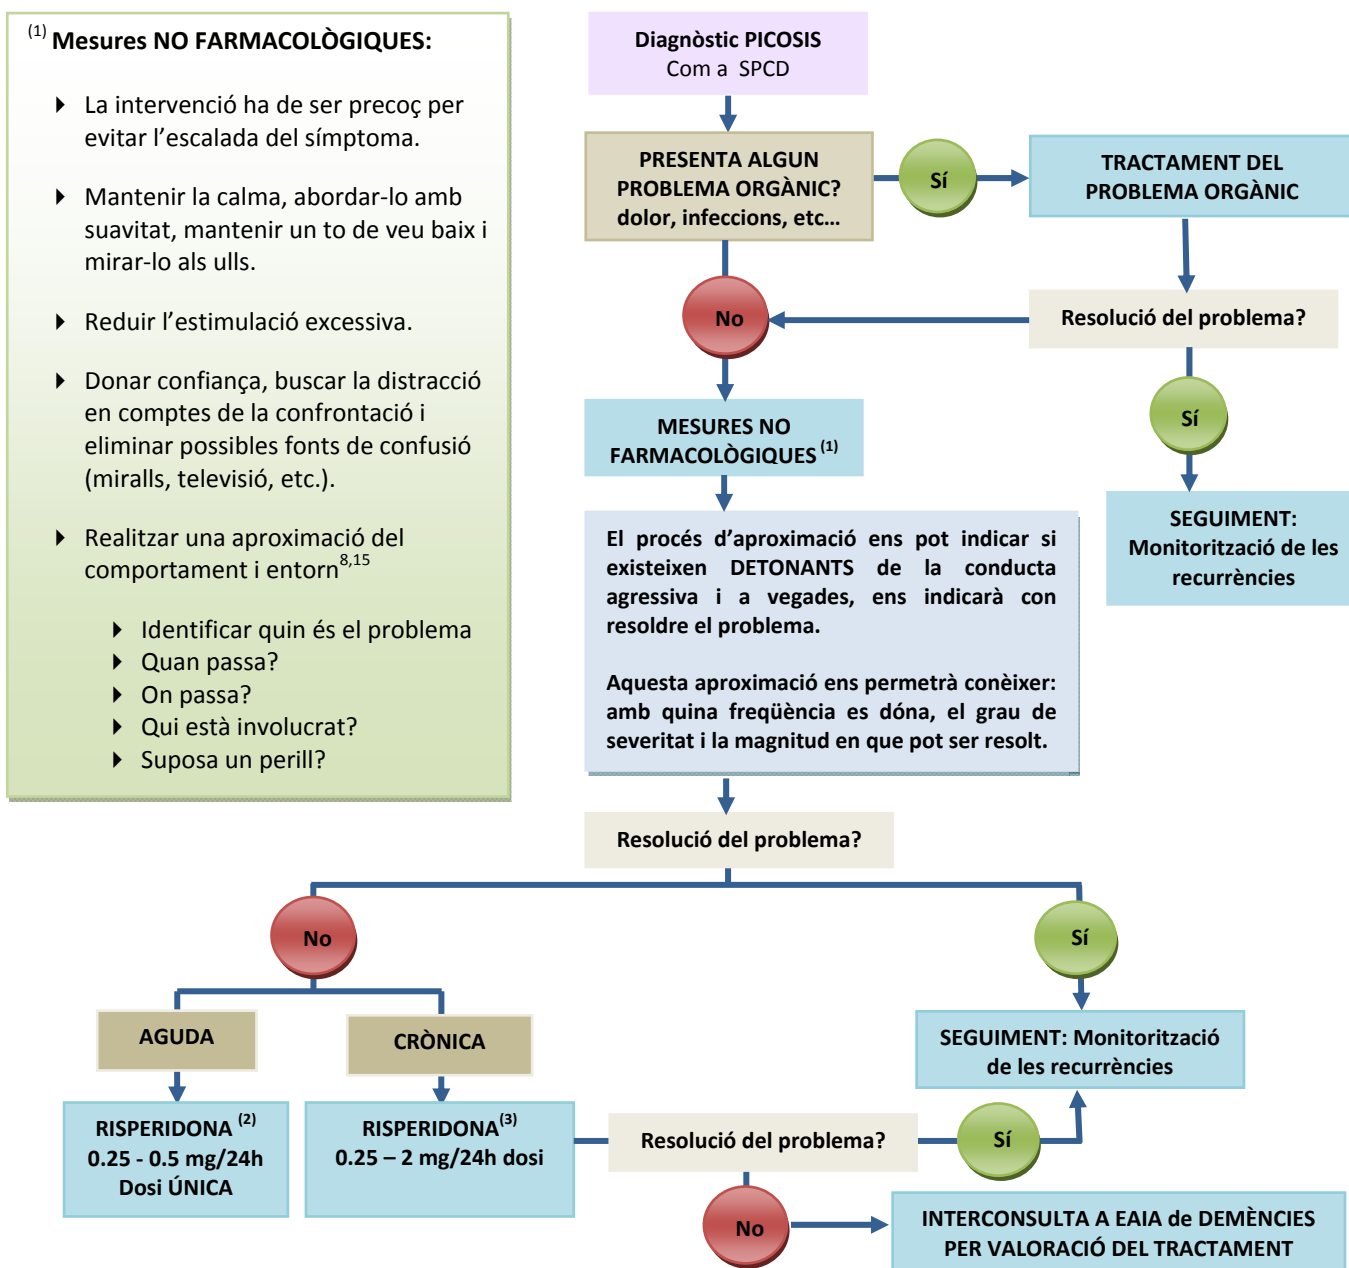 (1) Mesures NO FARMACOLÒGIQUES:
La intervenció ha de ser precoç per
evitar l’escalada del símptoma.
Mantenir la calma, abordar-lo amb
suavitat, mantenir un to de veu baix i
mirar-lo als ulls.
Reduir l’estimulació excessiva.
Donar confiança, buscar la distracció
en comptes de la confrontació i
eliminar possibles fonts de confusió
(miralls, televisió, etc.).
Realitzar una aproximació del
comportament i entorn8,15
Identificar quin és el problema
Quan passa?
On passa?
Qui està involucrat?
Suposa un perill?
Diagnòstic PICOSIS
Com a SPCD
PRESENTA ALGUN
PROBLEMA ORGÀNIC?
dolor, infeccions, etc…
Sí
TRACTAMENT DEL
PROBLEMA ORGÀNIC
No
Resolució del problema?
Sí
SEGUIMENT:
Monitorització de les
recurrències
MESURES NO
FARMACOLÒGIQUES (1)
El procés d’aproximació ens pot indicar si
existeixen DETONANTS de la conducta
agressiva i a vegades, ens indicarà con
resoldre el problema.
Aquesta aproximació ens permetrà conèixer:
amb quina freqüència es dóna, el grau de
severitat i la magnitud en que pot ser resolt.
Resolució del problema?
No
Sí
AGUDA
CRÒNICA
SEGUIMENT: Monitorització
de les recurrències
RISPERIDONA (2)
0.25 - 0.5 mg/24h
Dosi ÚNICA
RISPERIDONA(3)
0.25 – 2 mg/24h dosi
Resolució del problema?
Sí
No
INTERCONSULTA A EAIA de DEMÈNCIES
PER VALORACIÓ DEL TRACTAMENT